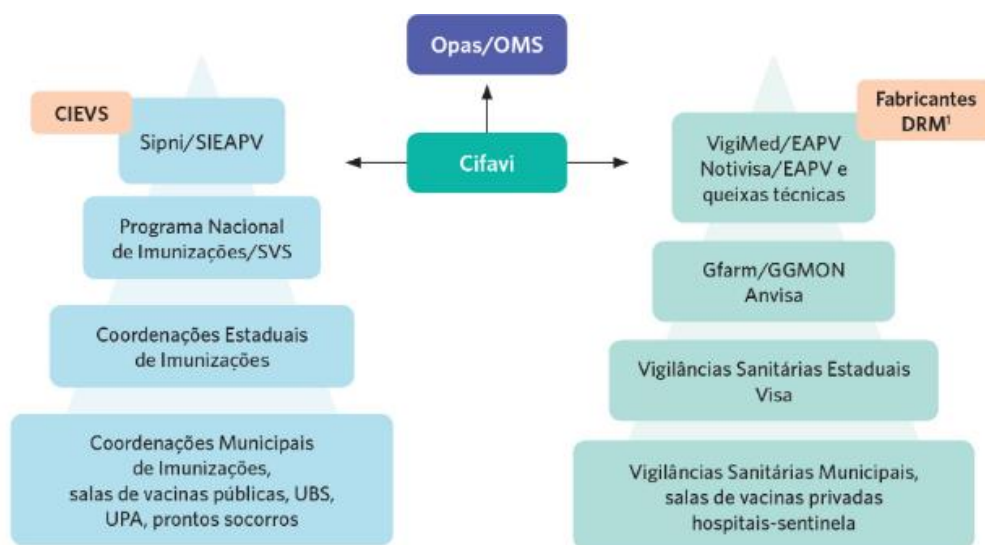 Opas/OMS
Cifavi
CIEVS
Sipni/SIEAPV
Programa Nacional
de Imunizações/SVS
Coordenações Estaduais
de Imunizações
Coordenações Municipais
de Imunizações,
salas de vacinas públicas, UBS,
UPA, prontos socorros
Fabricantes
DRM¹
VigiMed/EAPV
Notivisa/EAPV e
queixas técnicas
Gfarm/GGMON
Anvisa
Vigilâncias Sanitárias Estaduais
Visa
Vigilâncias Sanitárias Municipais,
salas de vacinas privadas
hospitais-sentinela